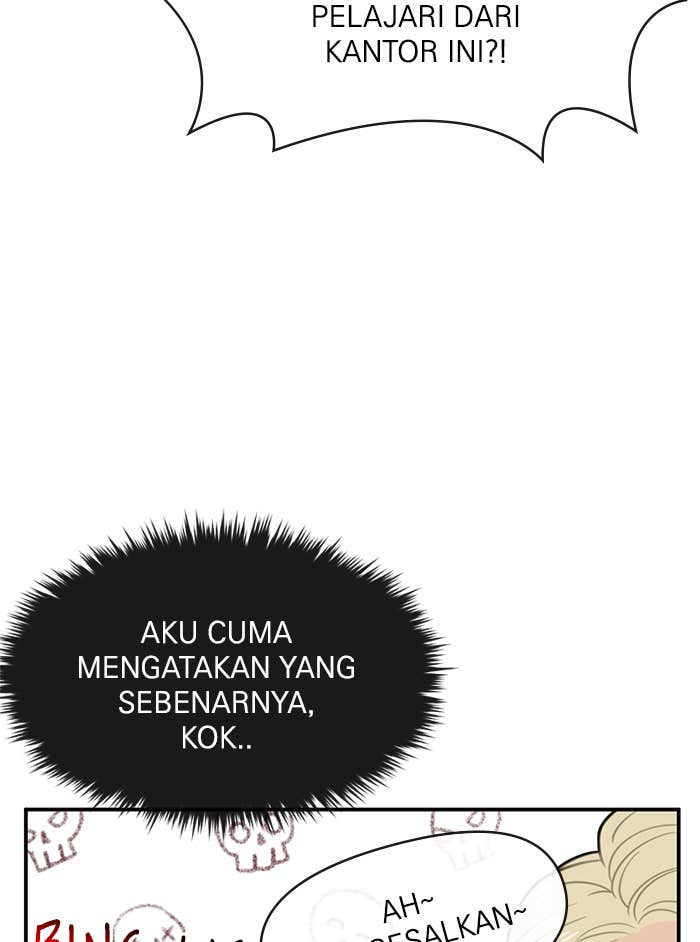 PELAJARI DARI
KANTOR INI?!
AKU CUMA
MENGATAKAN YANG
SEBENARNYA,
KOK..
AH~